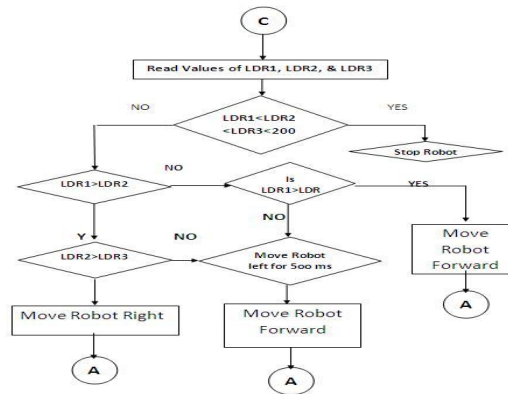 C
Read Values of LDR1, LDR2, & LDR3
NO
YES
LDR1<LDR2
<LDR3<200
Stop Robot
NO
Is
LDR1>LDR2
LDR1>LDR
YES
NO
Y
NO
Move
Robot
Forward
LDR2>LDR3
Move Robot
left for 5oo ms
Move Robot Right
Move Robot
Forward
A
A
A